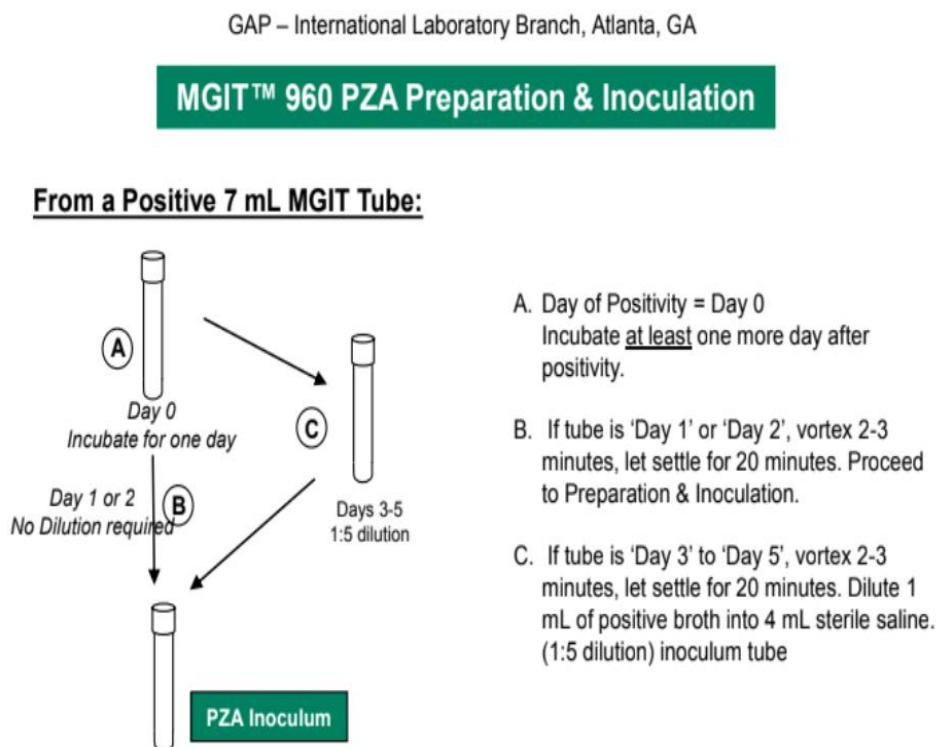 GAP – International Laboratory Branch, Atlanta, GA
MGIT™ 960 PZA Preparation & Inoculation
From a Positive 7 mL MGIT Tube:
A
Day 0
Incubate for one day
Day 1 or 2
No Dilution required
B
C
Days 3-5
1:5 dilution
PZA Inoculum
A. Day of Positivity = Day 0
Incubate at least one more day after
positivity.
B. If tube is ‘Day 1’ or ‘Day 2’, vortex 2-3
minutes, let settle for 20 minutes. Proceed
to Preparation & Inoculation.
C. If tube is ‘Day 3’ to ‘Day 5’, vortex 2-3
minutes, let settle for 20 minutes. Dilute 1
mL of positive broth into 4 mL sterile saline.
(1:5 dilution) inoculum tube